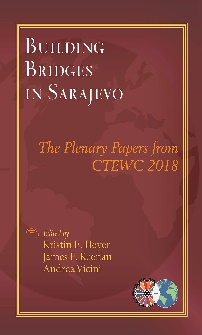 BUILDING
BRIDGES
IN SARAJEVO
The Plenary Papers from
CTEWC 2018
edited by
Kristin E. Heyer
James F. Keenan
Andrea Vicini